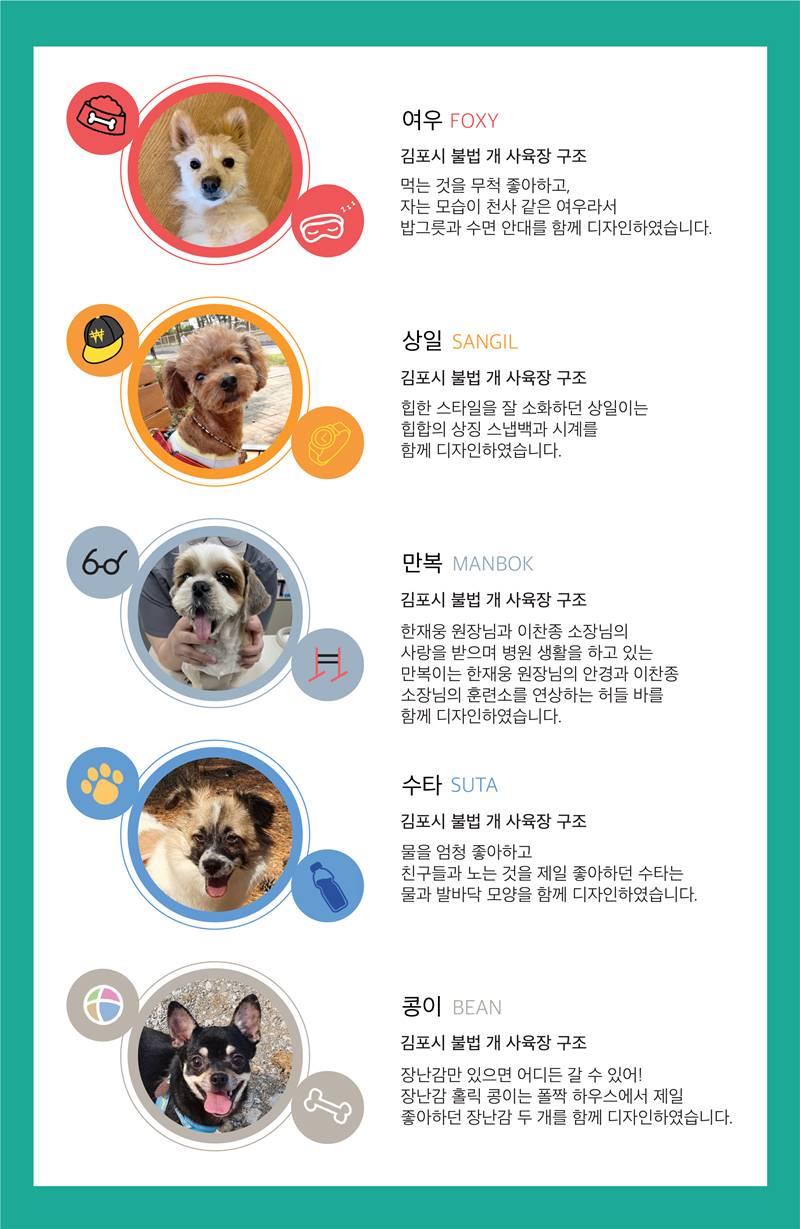 여우 FOXY
김포시 불법 개 사육장 구조
먹는 것을 무척 좋아하고,
자는 모습이 천사 같은 여우라서
밥그릇과 수면 안대를 함께 디자인하였습니다.
상일 SANGIL
김포시 불법 개 사육장 구조
힙한 스타일을 잘 소화하던 상일이는
힙합의 상징 스냅백과 시계를
함께 디자인하였습니다.
만복 MANBOK
김포시 불법 개 사육장 구조
한재웅 원장님과 이찬종 소장님의
사랑을 받으며 병원 생활을 하고 있는
만복이는 한재웅 원장님의 안경과 이찬종
소장님의 훈련소를 연상하는 허들 바를
함께 디자인하였습니다.
수타 SUTA
김포시 불법 개 사육장 구조
물을 엄청 좋아하고
친구들과 노는 것을 제일 좋아하던 수타는
물과 발바닥 모양을 함께 디자인하였습니다.
콩이 BEAN
김포시 불법 개 사육장 구조
장난감만 있으면 어디든 갈 수 있어!
장난감 홀릭 콩이는 폴짝 하우스에서 제일
좋아하던 장난감 두 개를 함께 디자인하였습니다.